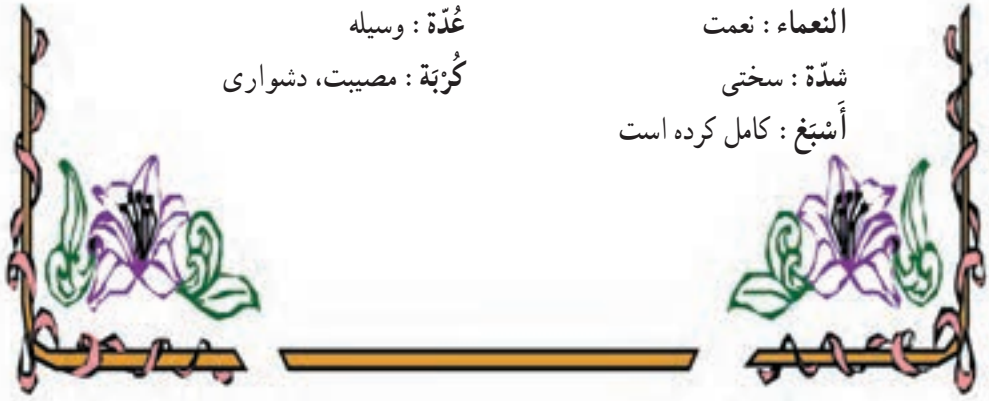 النعماء : نعمت
عُدّة : وسیله
شدّة : سختی
كُرْبَة : مصیبت، دشواری
أَسْبَغ : کامل کرده است